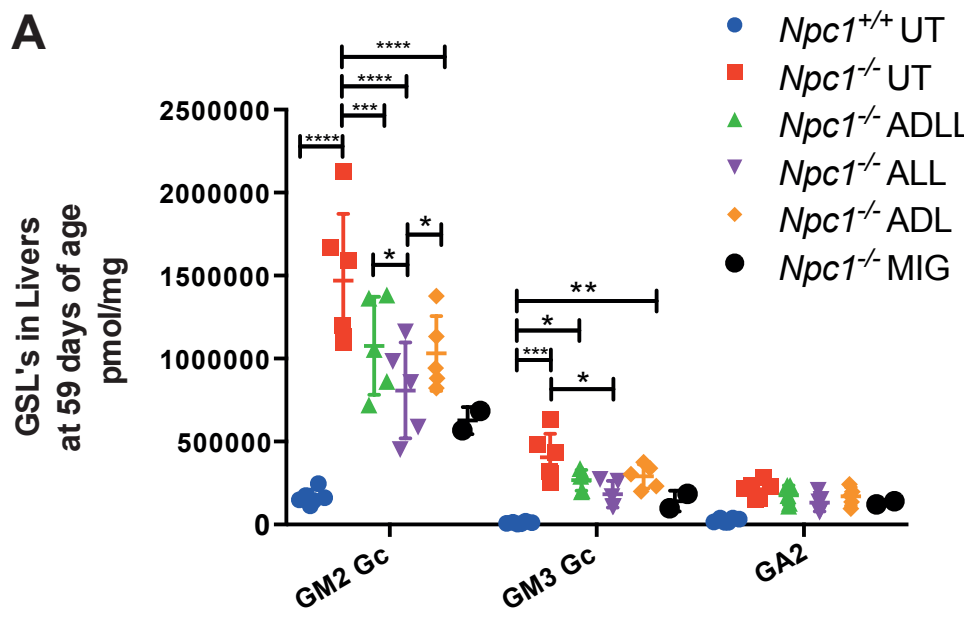 A
Npc1+/+ UT
Npc1-/- UT
Npc1-/- ADLL
Npc1-/- ALL
Npc1-/- ADL
Npc1-/- MIG
GSL's in Livers
at 59 days of age
pmol/mg
2500000
2000000
1500000
1000000
500000
0
****
****
***
****
*
*
**
*
***
*
GM2 Gc
GM3 Gc
GA2